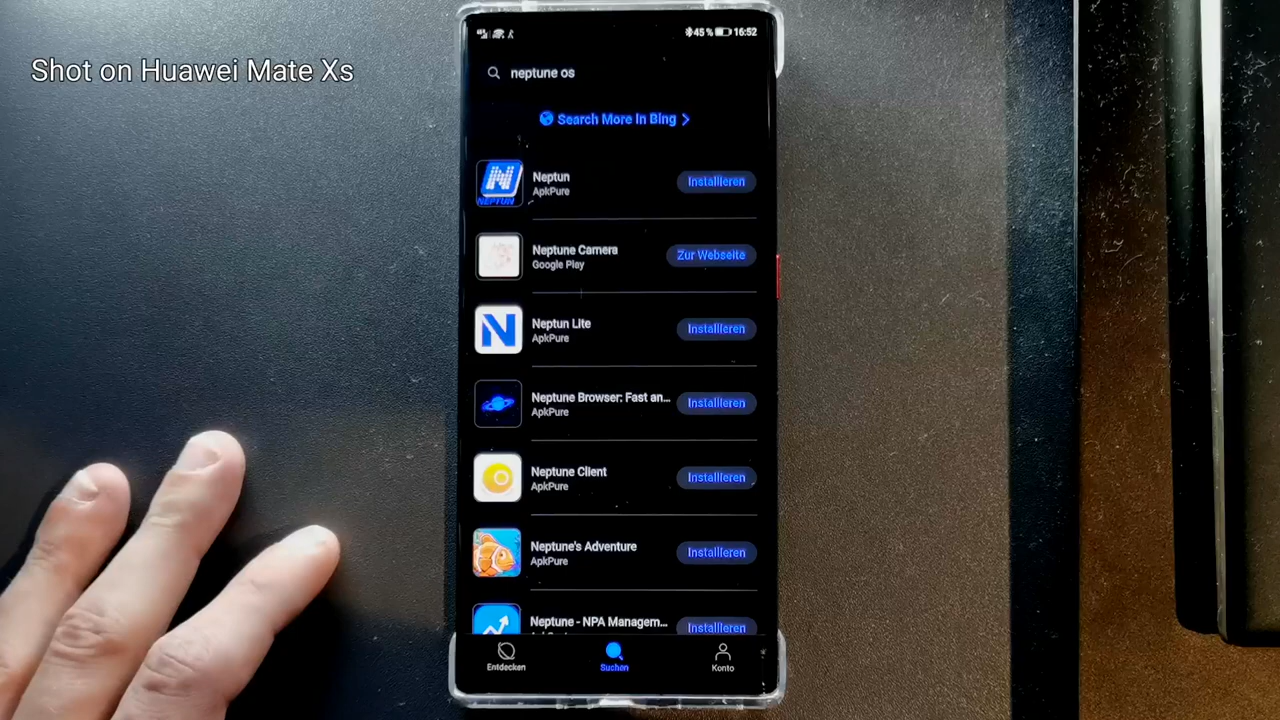 Shot on Huawei Mate Xs
45 % 16:52
neptune os
Search More in Bing
Neptun
ApkPure
Installieren
NEPTUN
Neptune Camera
Google Play
Zur Webseite
Neptun Lite
ApkPure
Installieren
Neptune Browser: Fast an...
ApkPure
Installieren
Neptune Client
ApkPure
Installieren
Neptune's Adventure
ApkPure
Installieren
Neptune - NPA Managem...
Installieren
Entdecken
Suchen
Konto